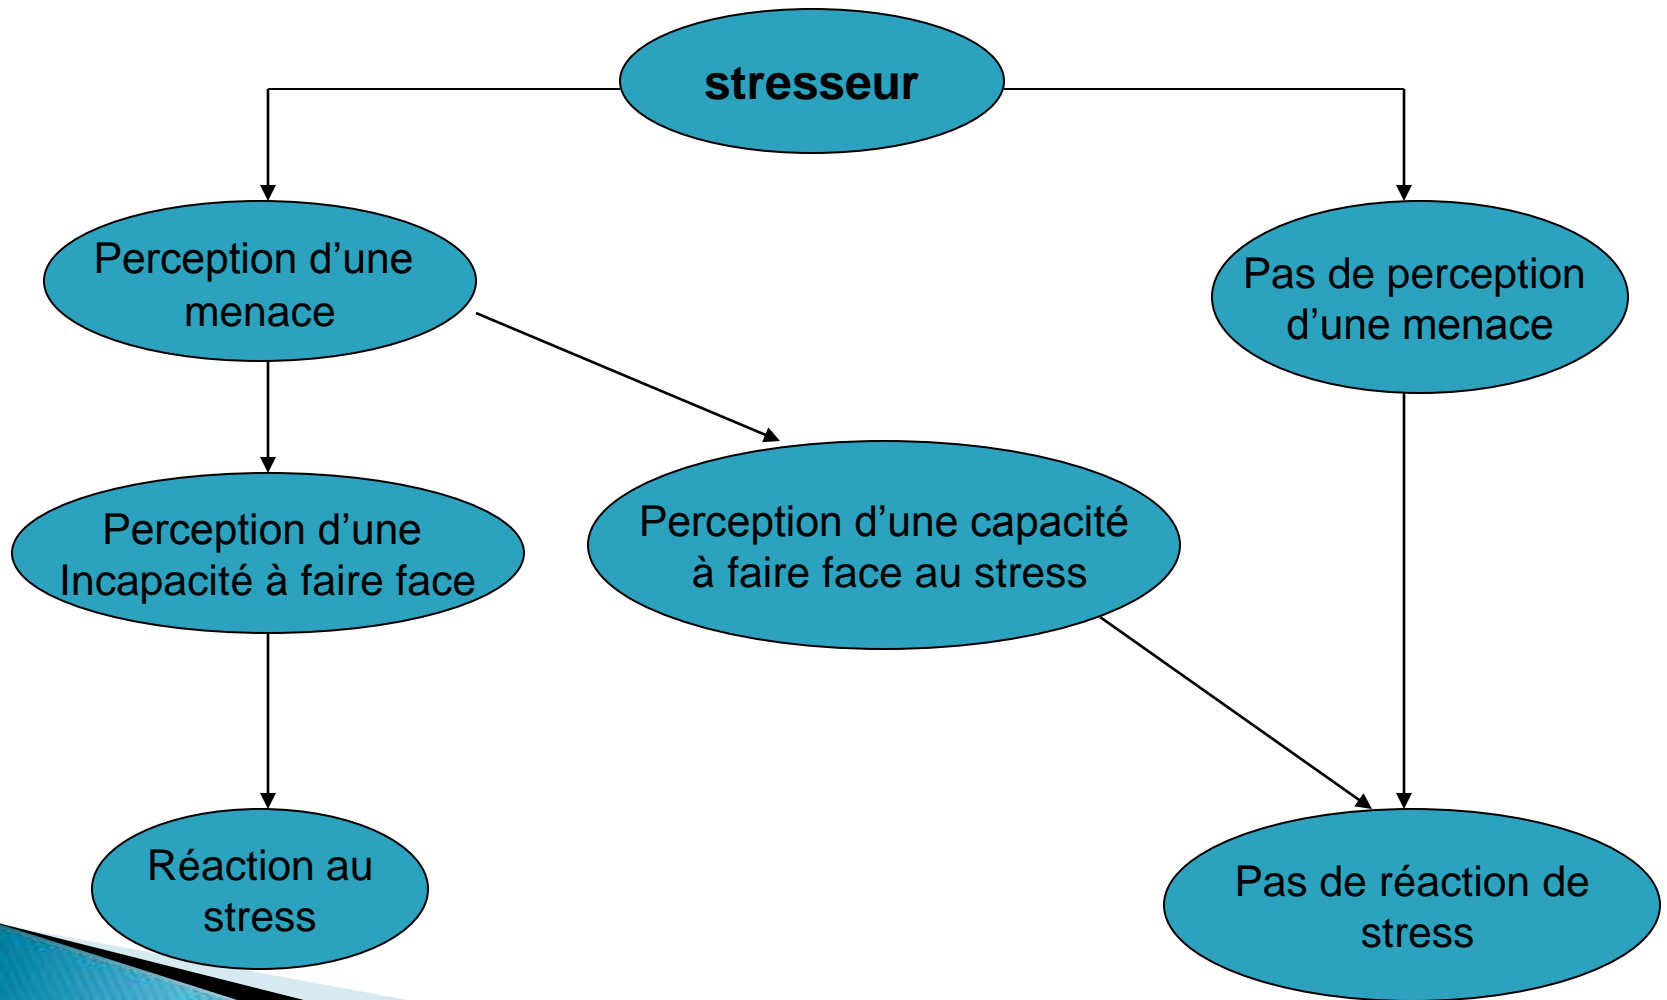 stresseur
Perception d’une
menace
Pas de perception
d’une menace
Perception d’une
Incapacité à faire face
Perception d’une capacité
à faire face au stress
Réaction au
stress
Pas de réaction de
stress